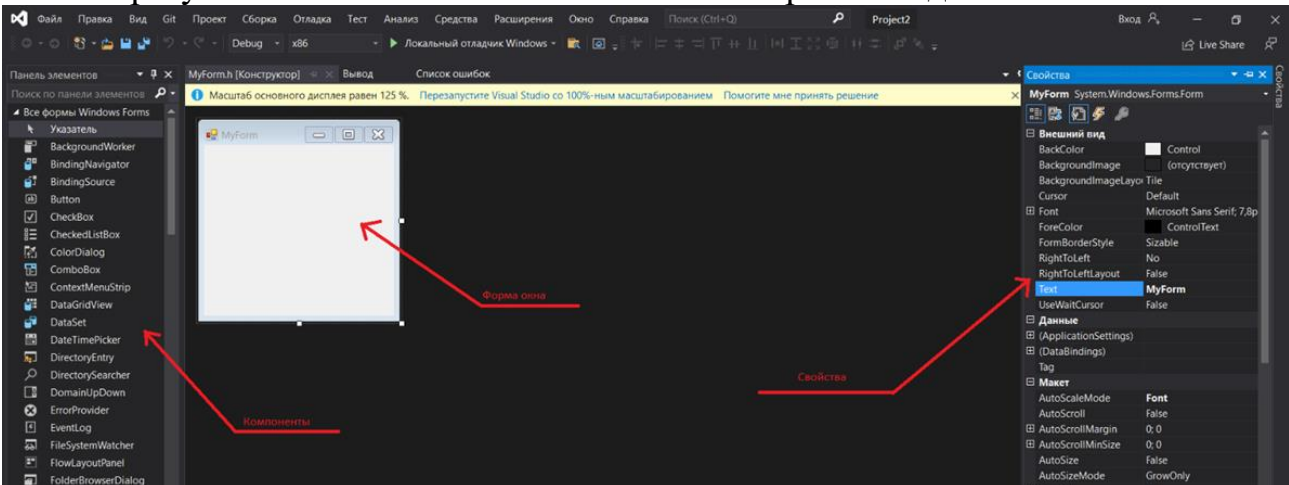 Файл Правка Вид Git Проект Сборка Отладка Тест Анализ Средства Расширения Окно Справка Поиск (Ctrl+Q) Project2 Вход
Debug x86 Локальный отладчик Windows Live Share
Панель элементов
Поиск по панели элементов
Все формы Windows Forms
Указатель
BackgroundWorker
BindingNavigator
BindingSource
Button
CheckBox
CheckedListBox
ColorDialog
ComboBox
ContextMenuStrip
DataGridView
DataSet
DateTimePicker
DirectoryEntry
DirectorySearcher
DomainUpDown
ErrorProvider
EventLog
FileSystemWatcher
FlowLayoutPanel
FolderBrowserDialog
MyForm.h [Конструктор] Вывод Список ошибок
Масштаб основного дисплея равен 125 %. Перезапустите Visual Studio со 100%-ным масштабированием Помогите мне принять решение
MyForm
Форма окна
Свойства
Компоненты
Свойства
MyForm System.Windows.Forms.Form
Внешний вид
BackColor Control
BackgroundImage (отсутствует)
BackgroundImageLayo Tile
Cursor Default
Font Microsoft Sans Serif; 7,8p
ForeColor ControlText
FormBorderStyle Sizable
RightToLeft No
RightToLeftLayout False
Text MyForm
UseWaitCursor False
Данные
(ApplicationSettings)
(DataBindings)
Tag
Макет
AutoScaleMode Font
AutoScroll False
AutoScrollMargin 0; 0
AutoScrollMinSize 0; 0
AutoSize False
AutoSizeMode GrowOnly
Свойства